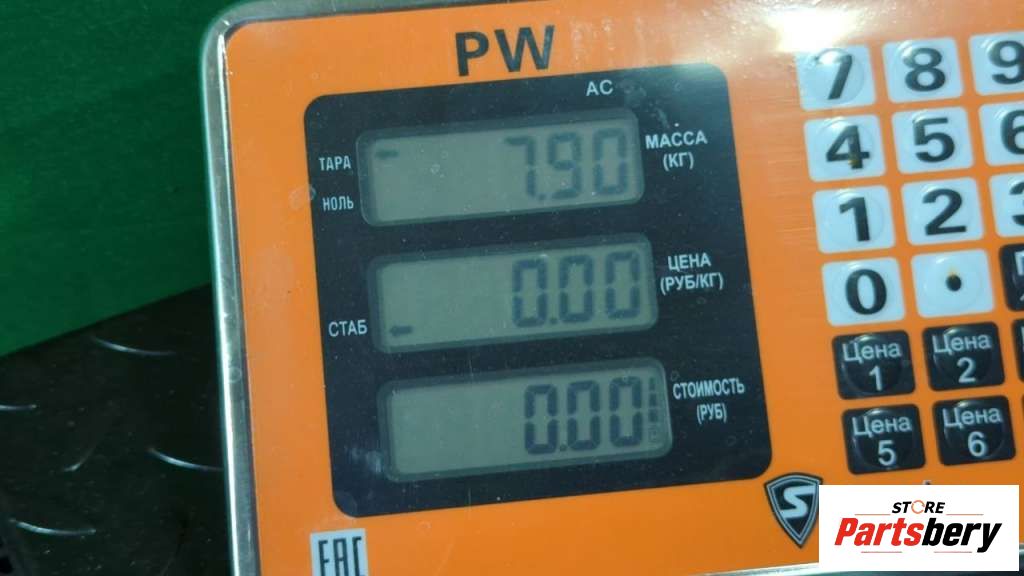 PW
AC
ТАРА
7.90
МАССА
(КГ)
НОЛЬ
0.00
ЦЕНА
(РУБ/КГ)
СТАБ
0.00
СТОИМОСТЬ
(РУБ)
7 8 9
4 5 6
1 2 3
0 .
Цена
1
Цена
2
Цена
5
Цена
6
S
EAC
STORE
Partsbery